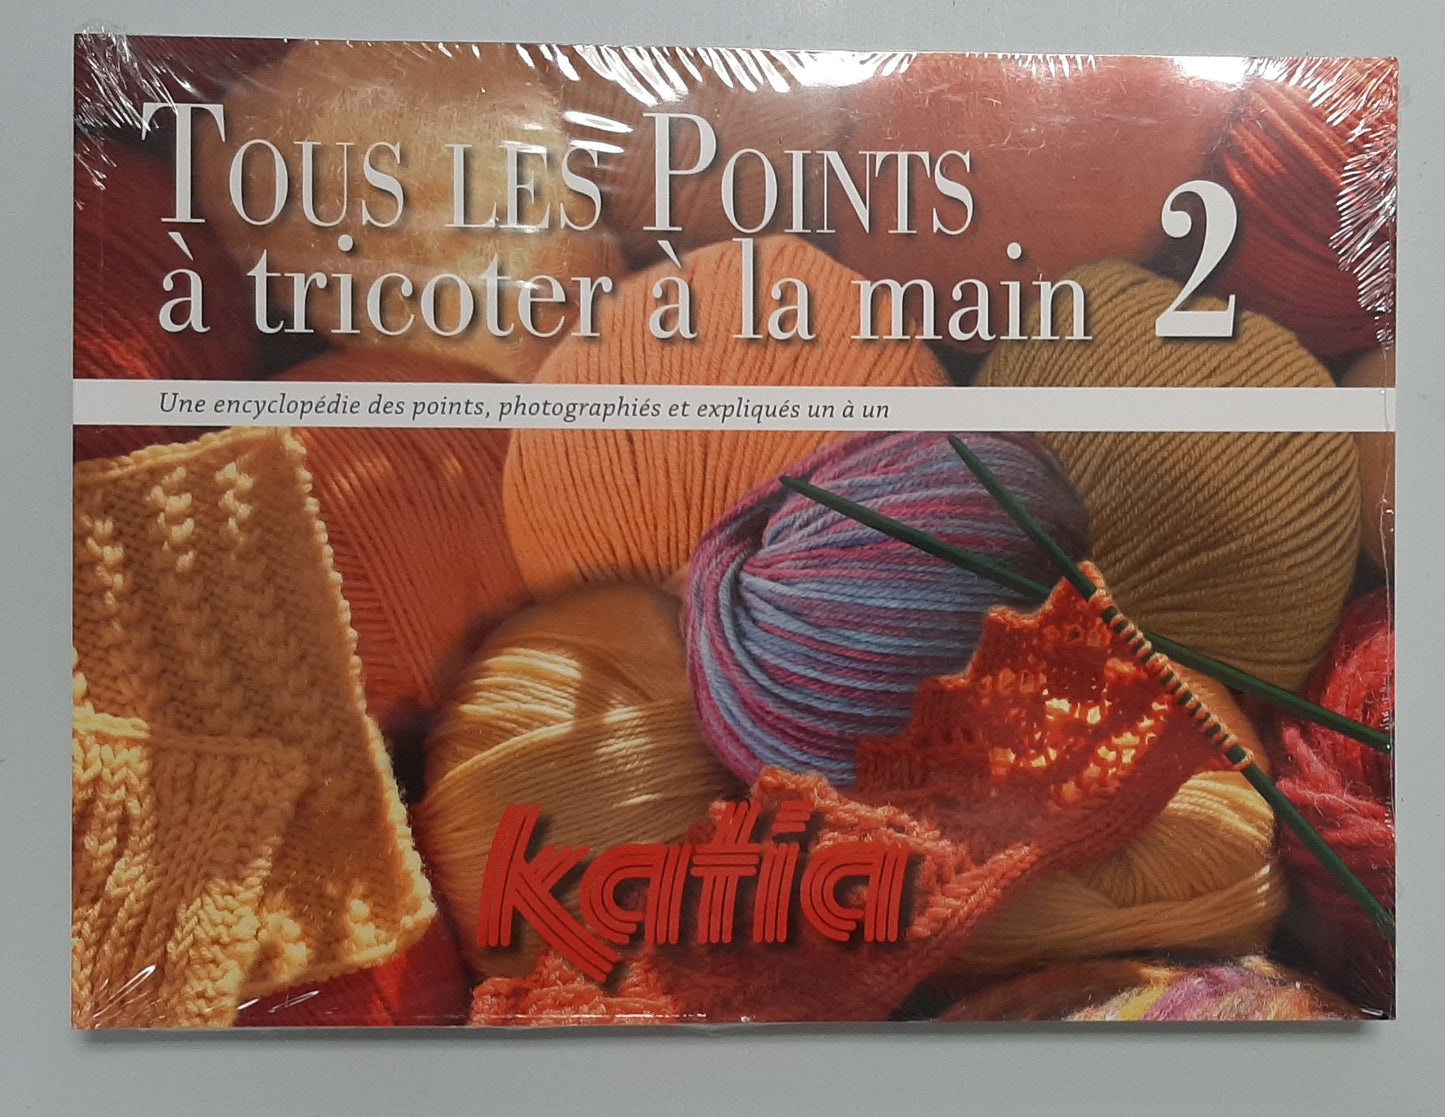 TOUS LES POINTS
à tricoter à la main 2
Une encyclopédie des points, photographiés et expliqués un à un
katia